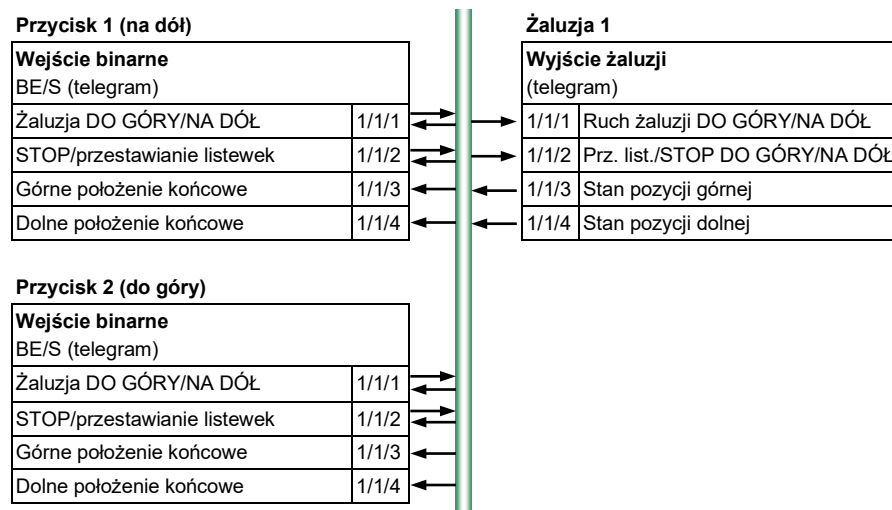 Przycisk 1 (na dół)
Wejście binarne
BE/S (telegram)
Żaluzja DO GÓRY/NA DÓŁ 1/1/1
STOP/przestawianie listewek 1/1/2
Górne położenie końcowe 1/1/3
Dolne położenie końcowe 1/1/4
Żaluzja 1
Wyjście żaluzji
(telegram)
1/1/1 Ruch żaluzji DO GÓRY/NA DÓŁ
1/1/2 Prz. list./STOP DO GÓRY/NA DÓŁ
1/1/3 Stan pozycji górnej
1/1/4 Stan pozycji dolnej
Przycisk 2 (do góry)
Wejście binarne
BE/S (telegram)
Żaluzja DO GÓRY/NA DÓŁ 1/1/1
STOP/przestawianie listewek 1/1/2
Górne położenie końcowe 1/1/3
Dolne położenie końcowe 1/1/4